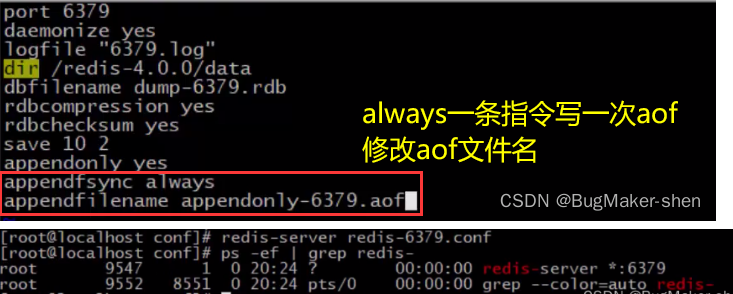 port 6379
daemonize yes
logfile "6379.log"
dir /redis-4.0.0/data
dbfilename dump-6379.rdb
rdbcompression yes
rdbchecksum yes
save 10 2
appendonly yes
appendfsync always
appendfilename appendonly-6379.aof
always一条指令写一次aof
修改aof文件名
CSDN @BugMaker-shen
[root@localhost conf]# redis-server redis-6379.conf
[root@localhost conf]# ps -ef | grep redis-
root 9547 1 0 20:24 ? 00:00:00 redis-server *:6379
root 9552 8551 0 20:24 pts/0 00:00:00 grep --color=auto redis-
CSDN @BugMaker-shen